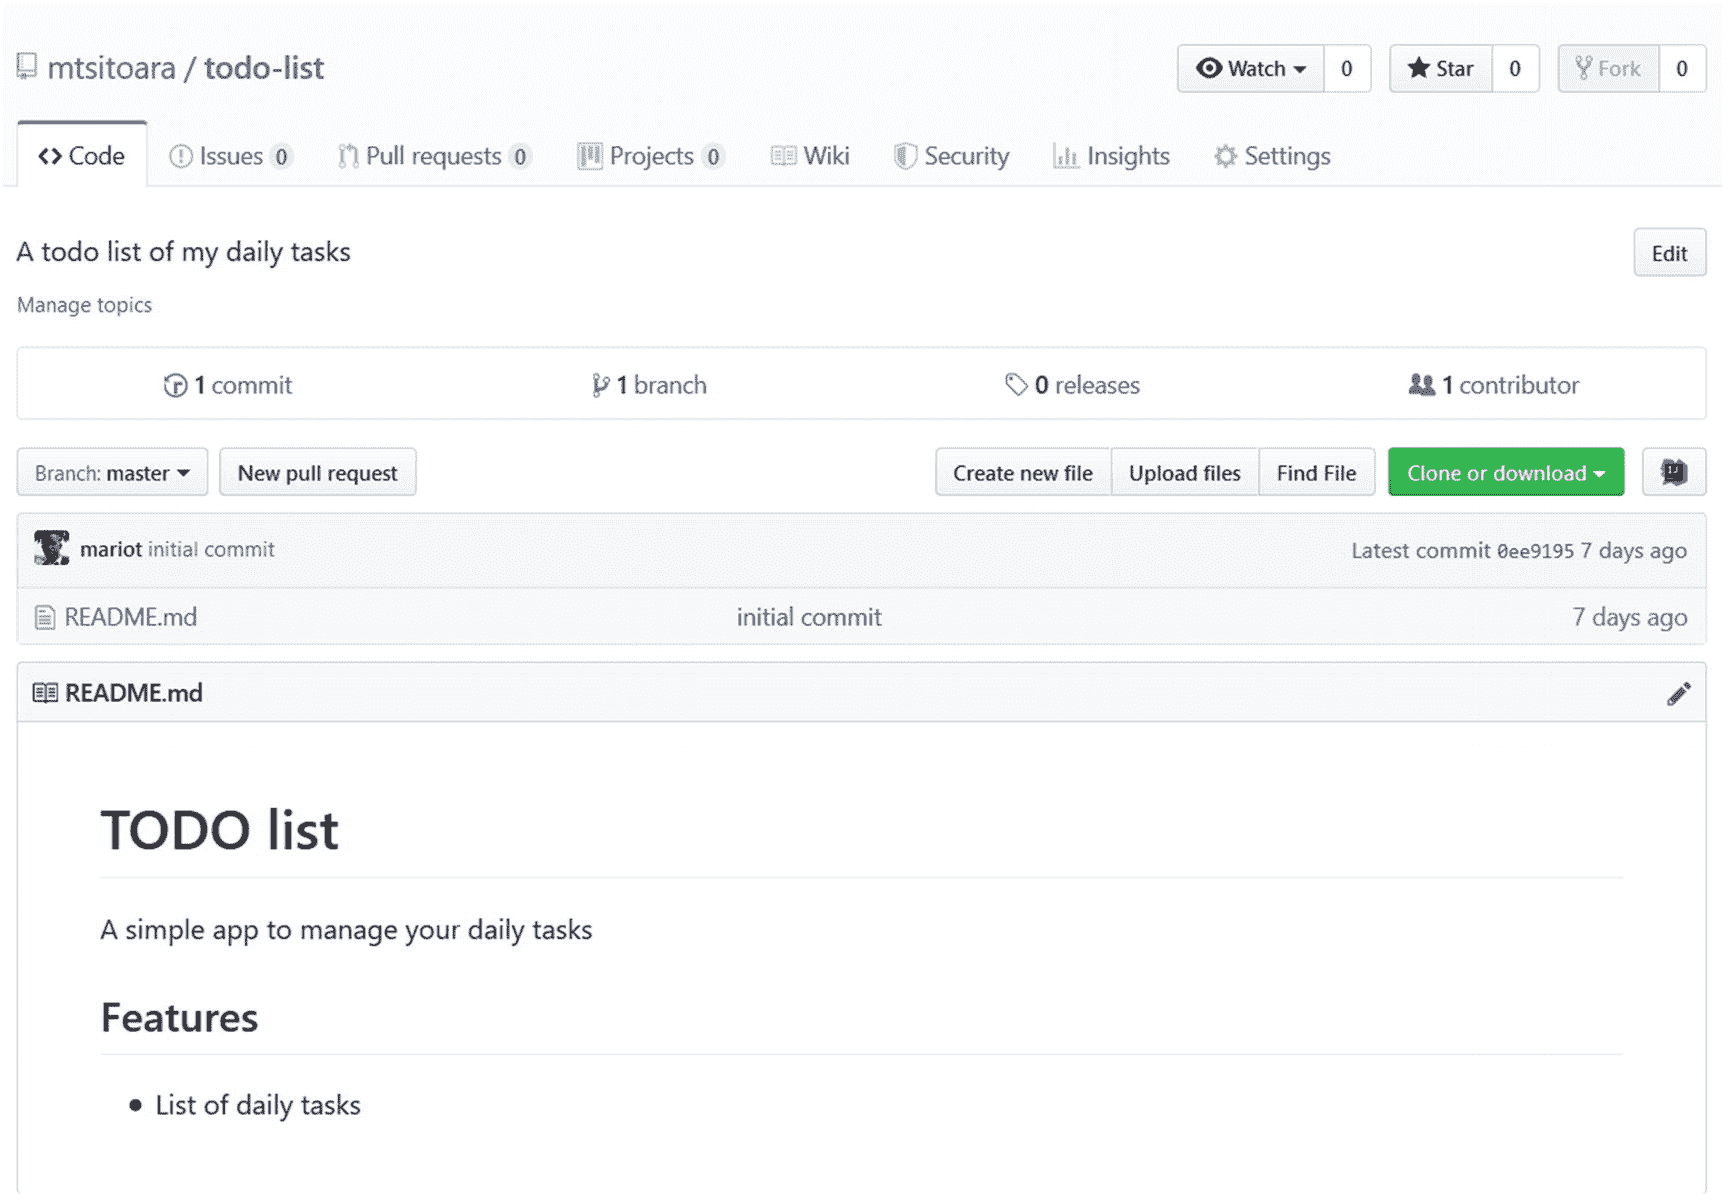 mtsitoara / todo-list
Watch 0 Star 0 Fork 0
Code Issues 0 Pull requests 0 Projects 0 Wiki Security Insights Settings
A todo list of my daily tasks
Edit
Manage topics
1 commit 1 branch 0 releases 1 contributor
Branch: master New pull request Create new file Upload files Find File Clone or download
mariot initial commit Latest commit 0ee9195 7 days ago
README.md initial commit 7 days ago
README.md
TODO list
A simple app to manage your daily tasks
Features
• List of daily tasks